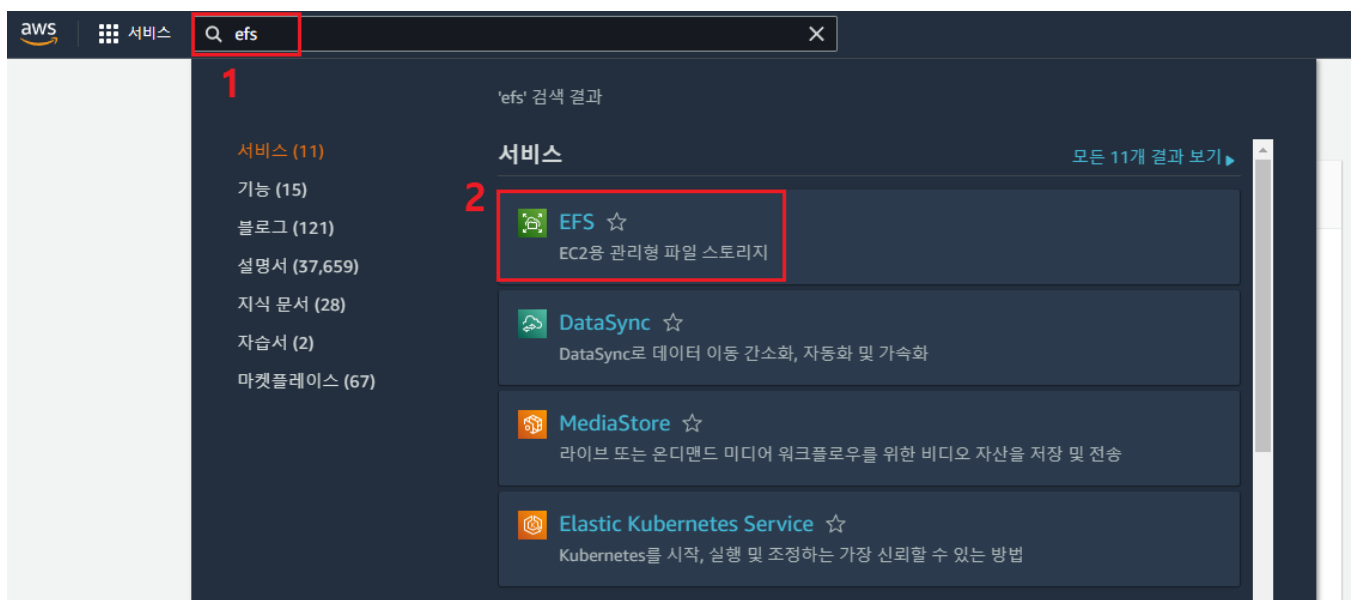 aws 서비스 efs
1
'efs' 검색 결과
서비스 (11)
기능 (15)
블로그 (121)
설명서 (37,659)
지식 문서 (28)
자습서 (2)
마켓플레이스 (67)
서비스
모든 11개 결과 보기
2
EFS
EC2용 관리형 파일 스토리지
DataSync
DataSync로 데이터 이동 간소화, 자동화 및 가속화
MediaStore
라이브 또는 온디맨드 미디어 워크플로우를 위한 비디오 자산을 저장 및 전송
Elastic Kubernetes Service
Kubernetes를 시작, 실행 및 조정하는 가장 신뢰할 수 있는 방법